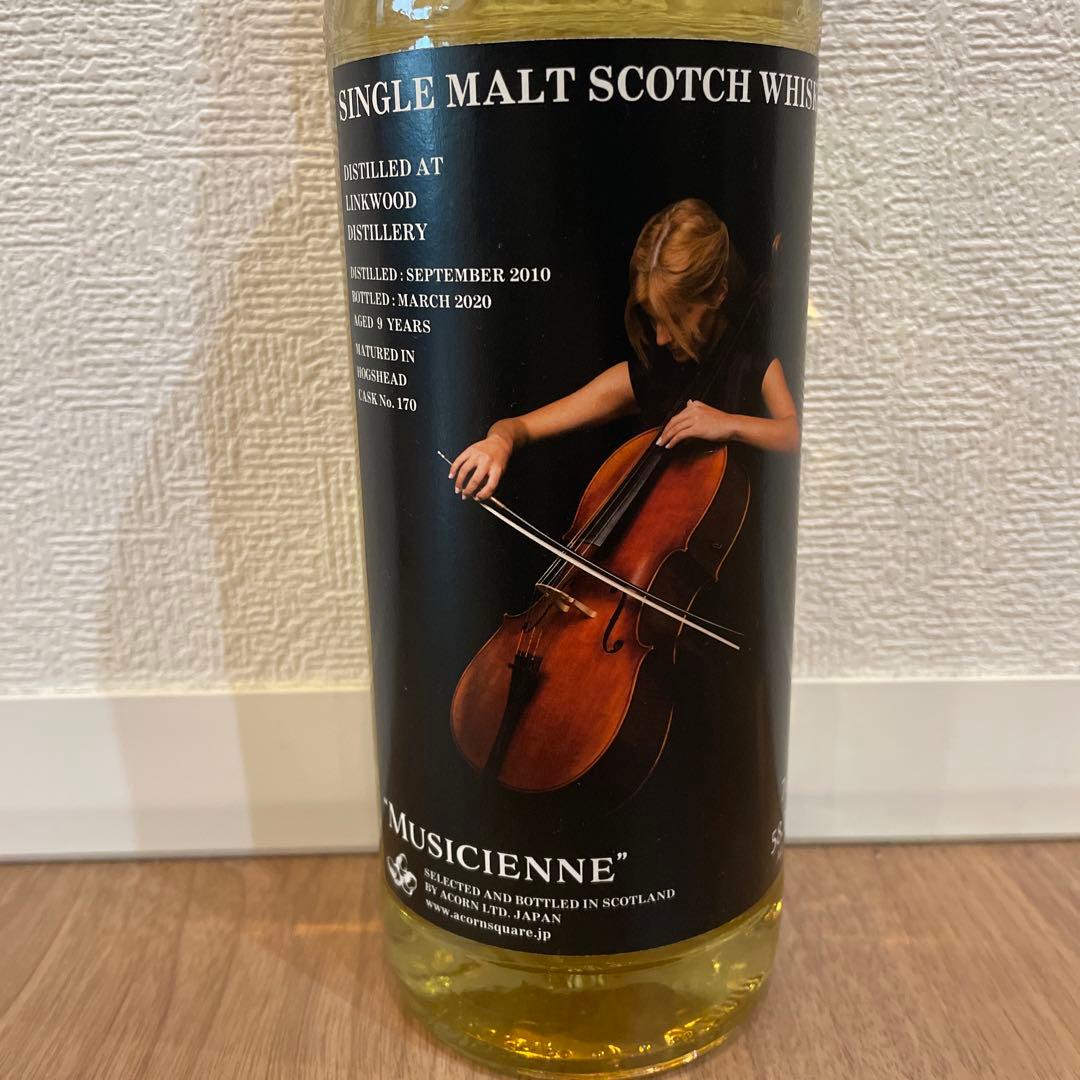 SINGLE MALT SCOTCH
DISTILLED AT
LINKWOOD
DISTILLERY
DISTILLED : SEPTEMBER 2010
BOTTLED : MARCH 2020
AGED 9 YEARS
MATURED IN
HOGSHEAD
CASK No. 170
58
"MUSICIENNE"
SELECTED AND BOTTLED IN SCOTLAND
BY ACORN LTD. JAPAN
www.acornsquare.jp